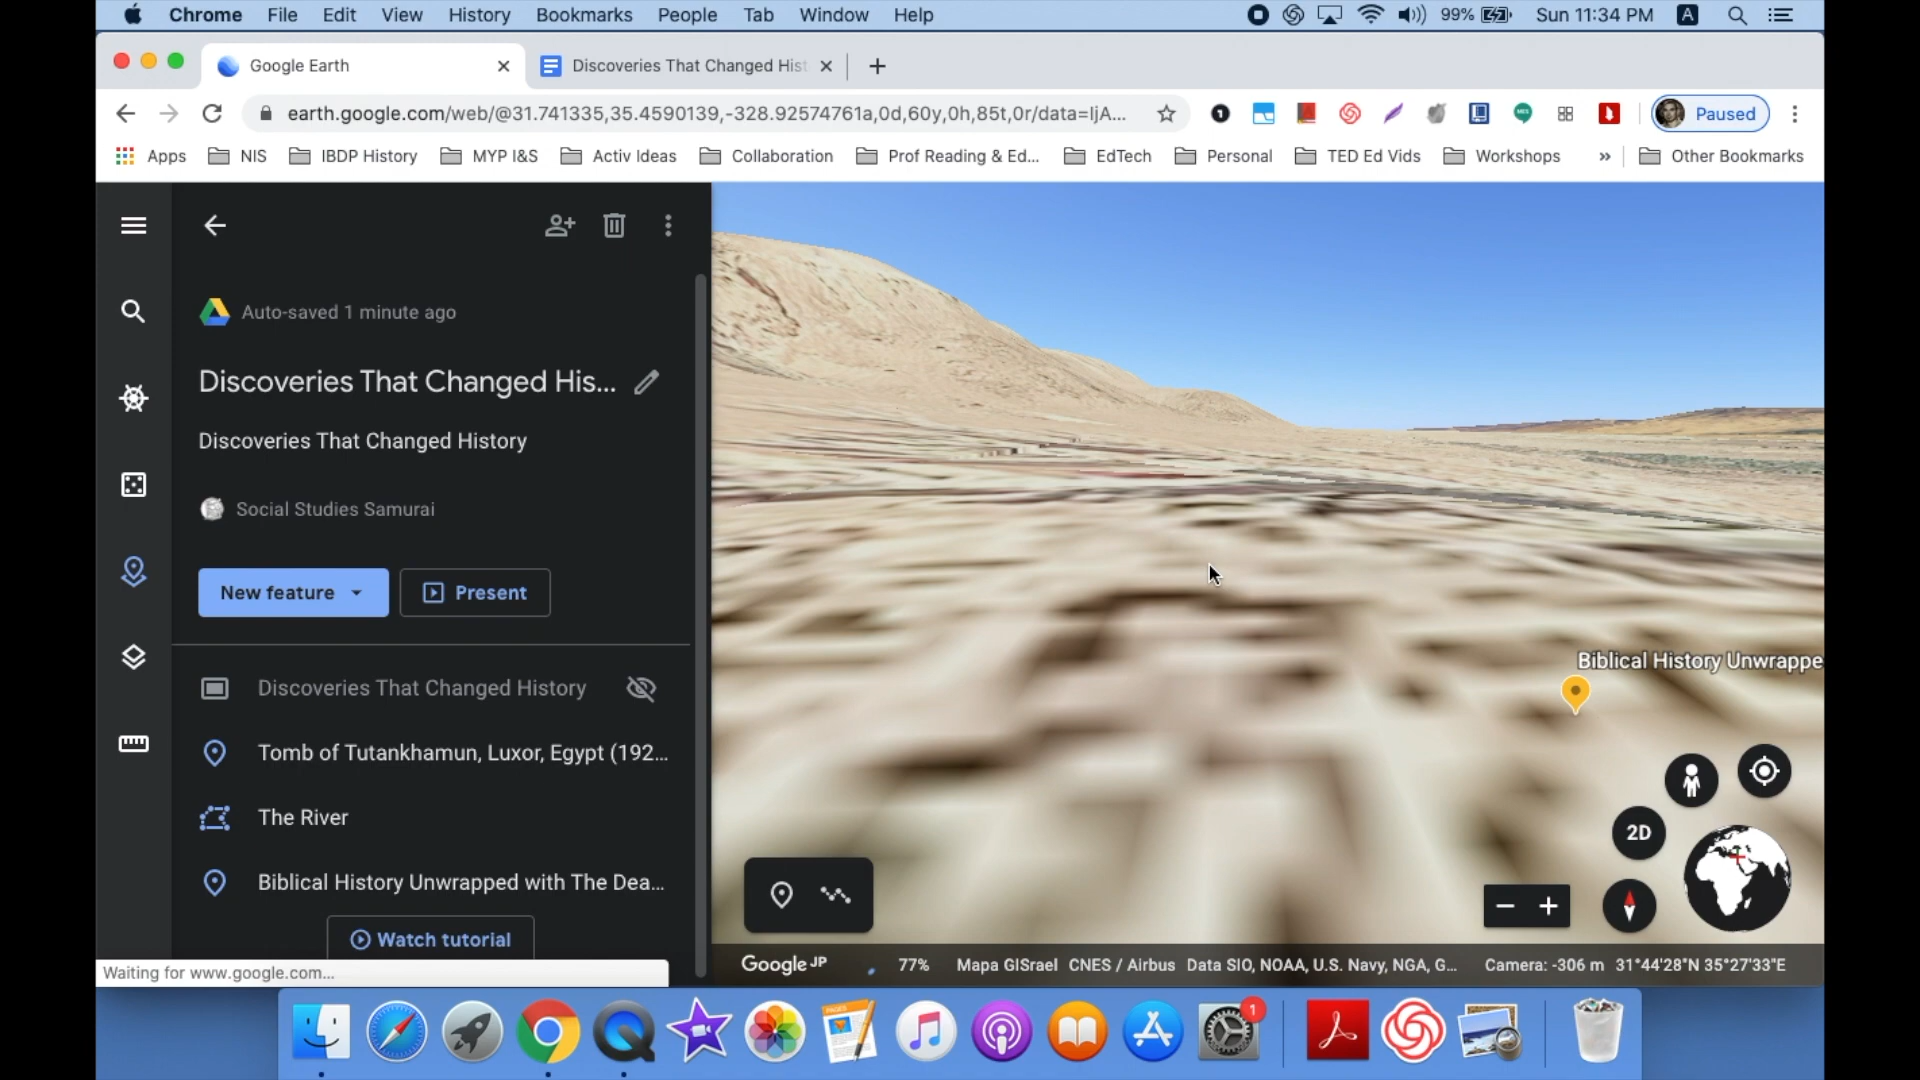 Chrome File Edit View History Bookmarks People Tab Window Help 99% Sun 11:34 PM A
Google Earth
Discoveries That Changed Hist
earth.google.com/web/@31.741335,35.4590139,-328.92574761a,0d,60y,0h,85t,0r/data=IjA...
Paused
Apps NIS IBDP History MYP I&S Activ Ideas Collaboration Prof Reading & Ed... EdTech Personal TED Ed Vids Workshops » Other Bookmarks
Auto-saved 1 minute ago
Discoveries That Changed His...
Discoveries That Changed History
Social Studies Samurai
New feature
Present
Discoveries That Changed History
Tomb of Tutankhamun, Luxor, Egypt (192...
The River
Biblical History Unwrapped with The Dea...
Watch tutorial
Waiting for www.google.com...
Biblical History Unwrappe
2D
Google JP 77% Mapa GISrael CNES / Airbus Data SIO, NOAA, U.S. Navy, NGA, G... Camera: -306 m 31°44'28"N 35°27'33"E
PAGES
1